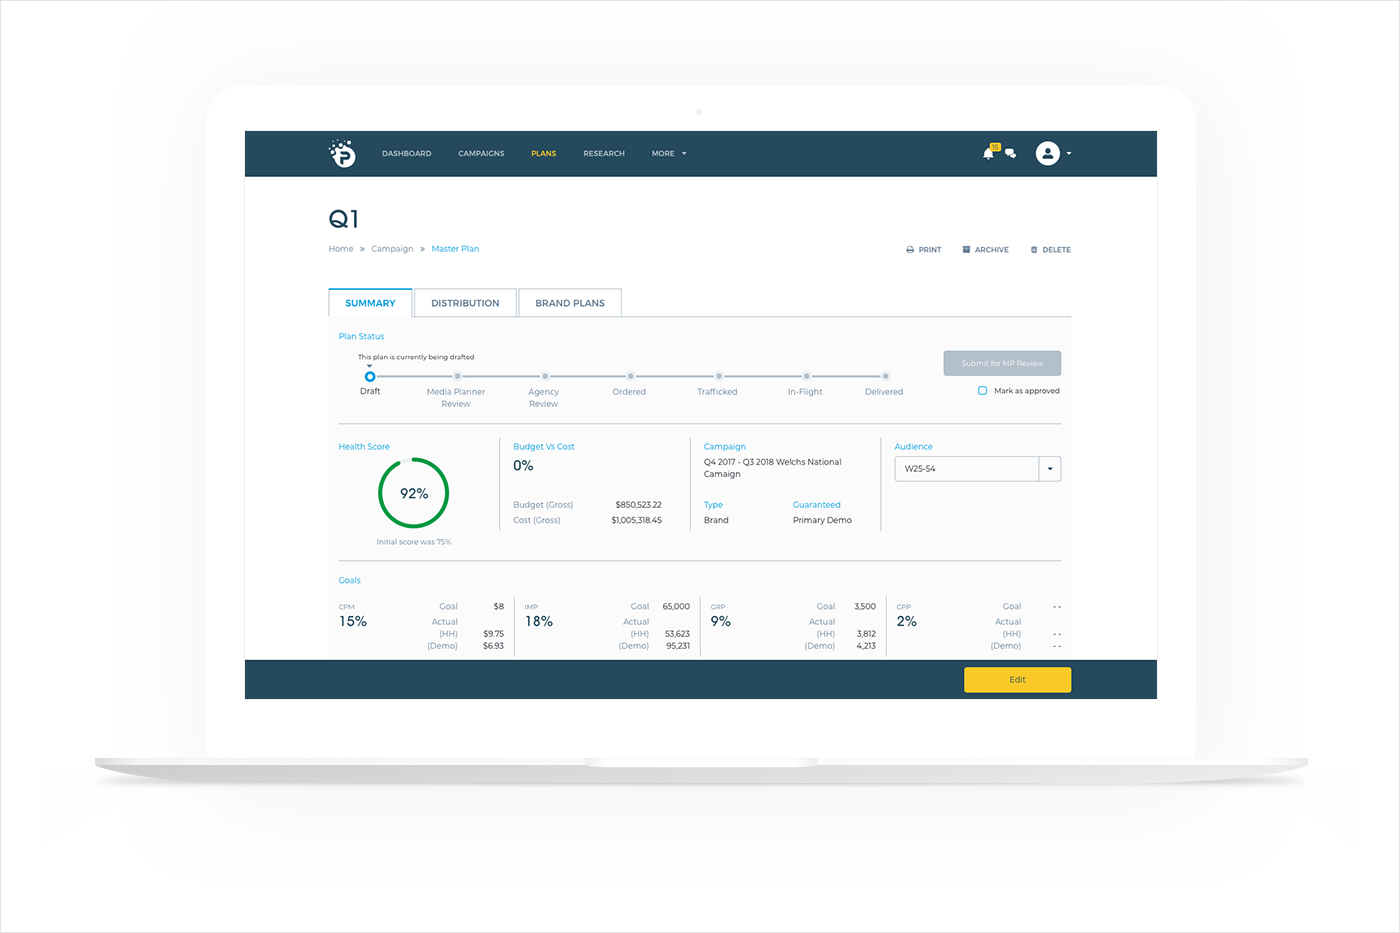 P
DASHBOARD CAMPAIGNS PLANS RESEARCH MORE
15
Q1
Home » Campaign » Master Plan
PRINT ARCHIVE DELETE
SUMMARY DISTRIBUTION BRAND PLANS
Plan Status
This plan is currently being drafted
Submit for MP Review
Mark as approved
Draft Media Planner Agency Ordered Trafficked In-Flight Delivered
Review Review
Health Score
92%
Initial score was 75%
Budget Vs Cost
0%
Budget (Gross) $850,523.22
Cost (Gross) $1,005,318.45
Campaign
Q4 2017 - Q3 2018 Welchs National
Camaign
Type Guaranteed
Brand Primary Demo
Audience
W25-54
Goals
CPM Goal $8
15% Actual
(HH) $9.75
(Demo) $6.93
IMP Goal 65,000
18% Actual
(HH) 53,623
(Demo) 95,231
GRP Goal 3,500
9% Actual
(HH) 3,812
(Demo) 4,213
CPP Goal --
2% Actual
(HH) --
(Demo) --
Edit